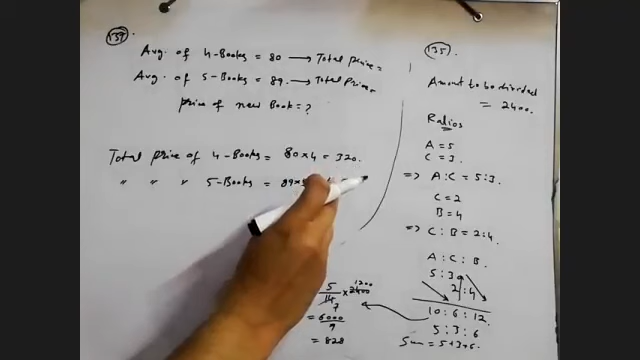 134.
Avg. of 4-Books = 80 → Total price =
Avg. of 5-Books = 89. → Total price =
price of new Book = ?
Total price of 4-Books = 80×4 = 320.
" " " 5-Books = 89×5
5/14 × 2400
7
1200
= 6000/7
= 828
135.
Amount to be divided
= 2400.
Ratios
A = 5
C = 3.
⇒ A:C = 5:3.
C = 2
B = 4
⇒ C:B = 2:4.
A : C : B.
5 : 3
2 : 4
10 : 6 : 12.
5 : 3 : 6
Sum = 5+3+6.